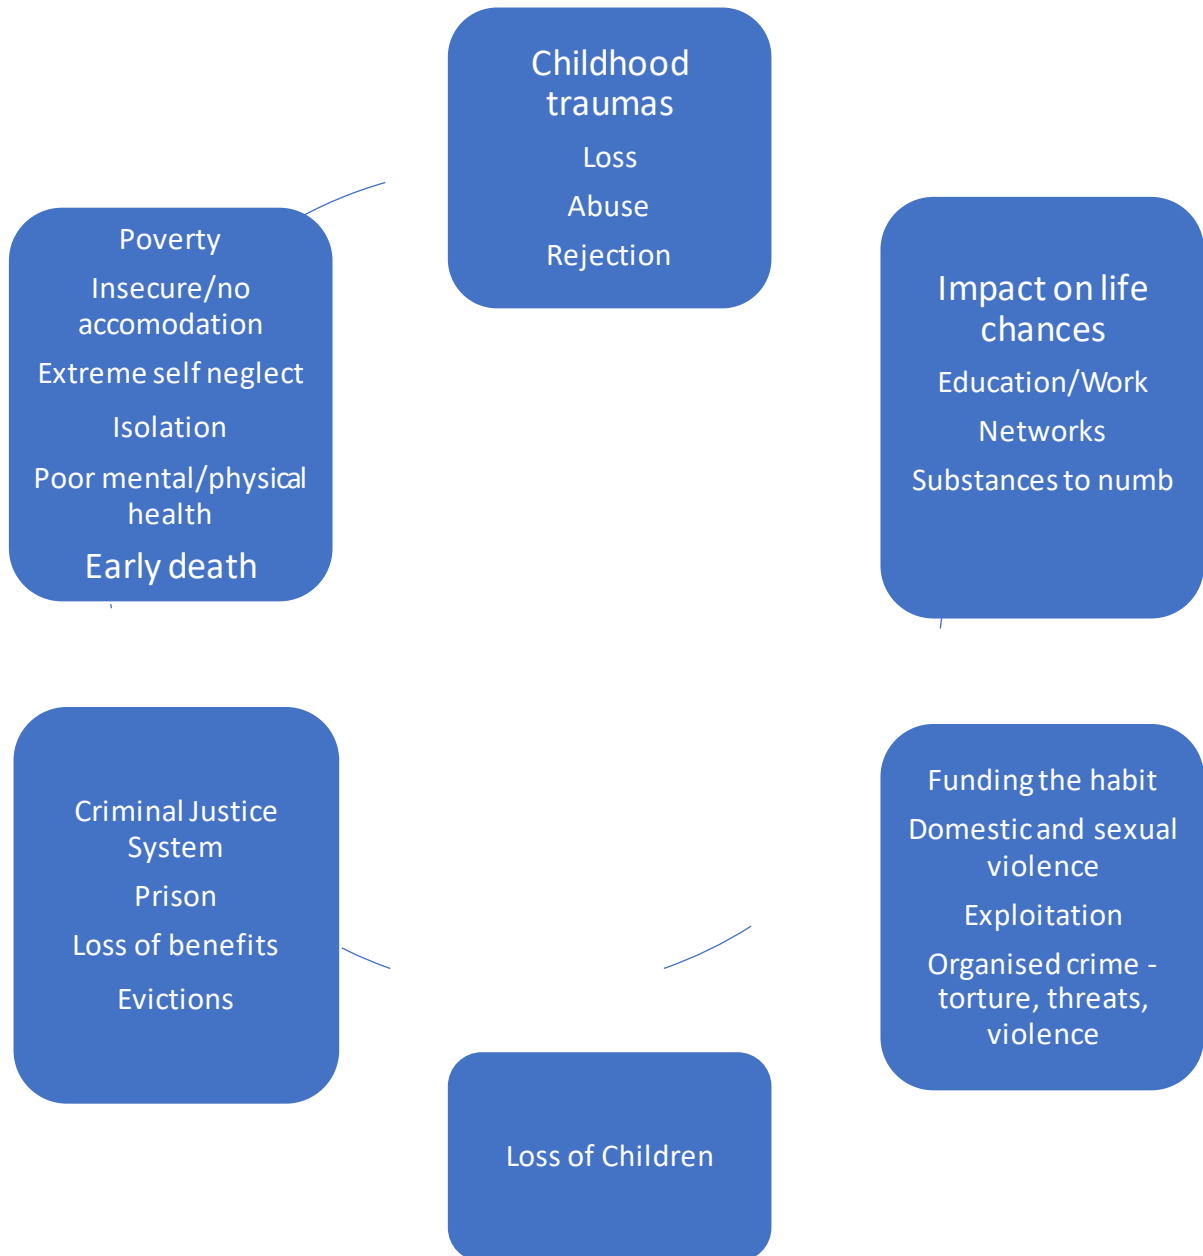 Childhood
traumas
Loss
Abuse
Rejection
Impact on life
chances
Education/Work
Networks
Substances to numb
Funding the habit
Domestic and sexual
violence
Exploitation
Organised crime -
torture, threats,
violence
Loss of Children
Criminal Justice
System
Prison
Loss of benefits
Evictions
Poverty
Insecure/no
accomodation
Extreme self neglect
Isolation
Poor mental/physical
health
Early death